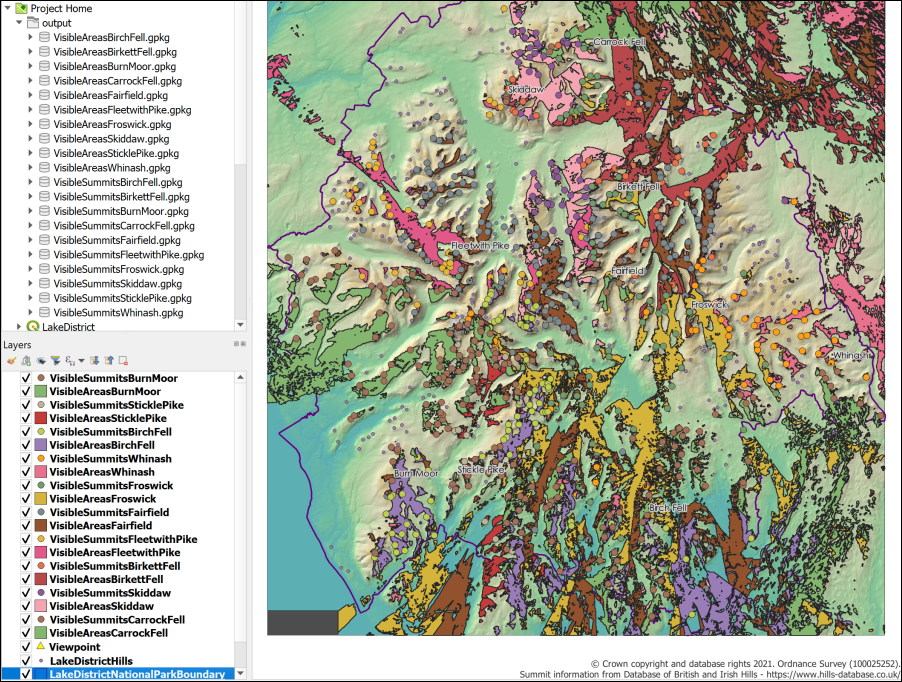 Project Home
output
VisibleAreasBirchFell.gpkg
VisibleAreasBirkettFell.gpkg
VisibleAreasBurnMoor.gpkg
VisibleAreasCarrockFell.gpkg
VisibleAreasFairfield.gpkg
VisibleAreasFleetwithPike.gpkg
VisibleAreasFroswick.gpkg
VisibleAreasSkiddaw.gpkg
VisibleAreasSticklePike.gpkg
VisibleAreasWhinash.gpkg
VisibleSummitsBirchFell.gpkg
VisibleSummitsBirkettFell.gpkg
VisibleSummitsBurnMoor.gpkg
VisibleSummitsCarrockFell.gpkg
VisibleSummitsFairfield.gpkg
VisibleSummitsFleetwithPike.gpkg
VisibleSummitsFroswick.gpkg
VisibleSummitsSkiddaw.gpkg
VisibleSummitsSticklePike.gpkg
VisibleSummitsWhinash.gpkg
LakeDistrict
Layers
VisibleSummitsBurnMoor
VisibleAreasBurnMoor
VisibleSummitsSticklePike
VisibleAreasSticklePike
VisibleSummitsBirchFell
VisibleAreasBirchFell
VisibleSummitsWhinash
VisibleAreasWhinash
VisibleSummitsFroswick
VisibleAreasFroswick
VisibleSummitsFairfield
VisibleAreasFairfield
VisibleSummitsFleetwithPike
VisibleAreasFleetwithPike
VisibleSummitsBirkettFell
VisibleAreasBirkettFell
VisibleSummitsSkiddaw
VisibleAreasSkiddaw
VisibleSummitsCarrockFell
VisibleAreasCarrockFell
Viewpoint
LakeDistrictHills
LakeDistrictNationalParkBoundary
Carrock Fell
Skiddaw
Birkett Fell
Fleetwith Pike
Fairfield
Froswick
Whinash
Burn Moor
Stickle Pike
Birch Fell
© Crown copyright and database rights 2021. Ordnance Survey (100025252).
Summit information from Database of British and Irish Hills - https://www.hills-database.co.uk/